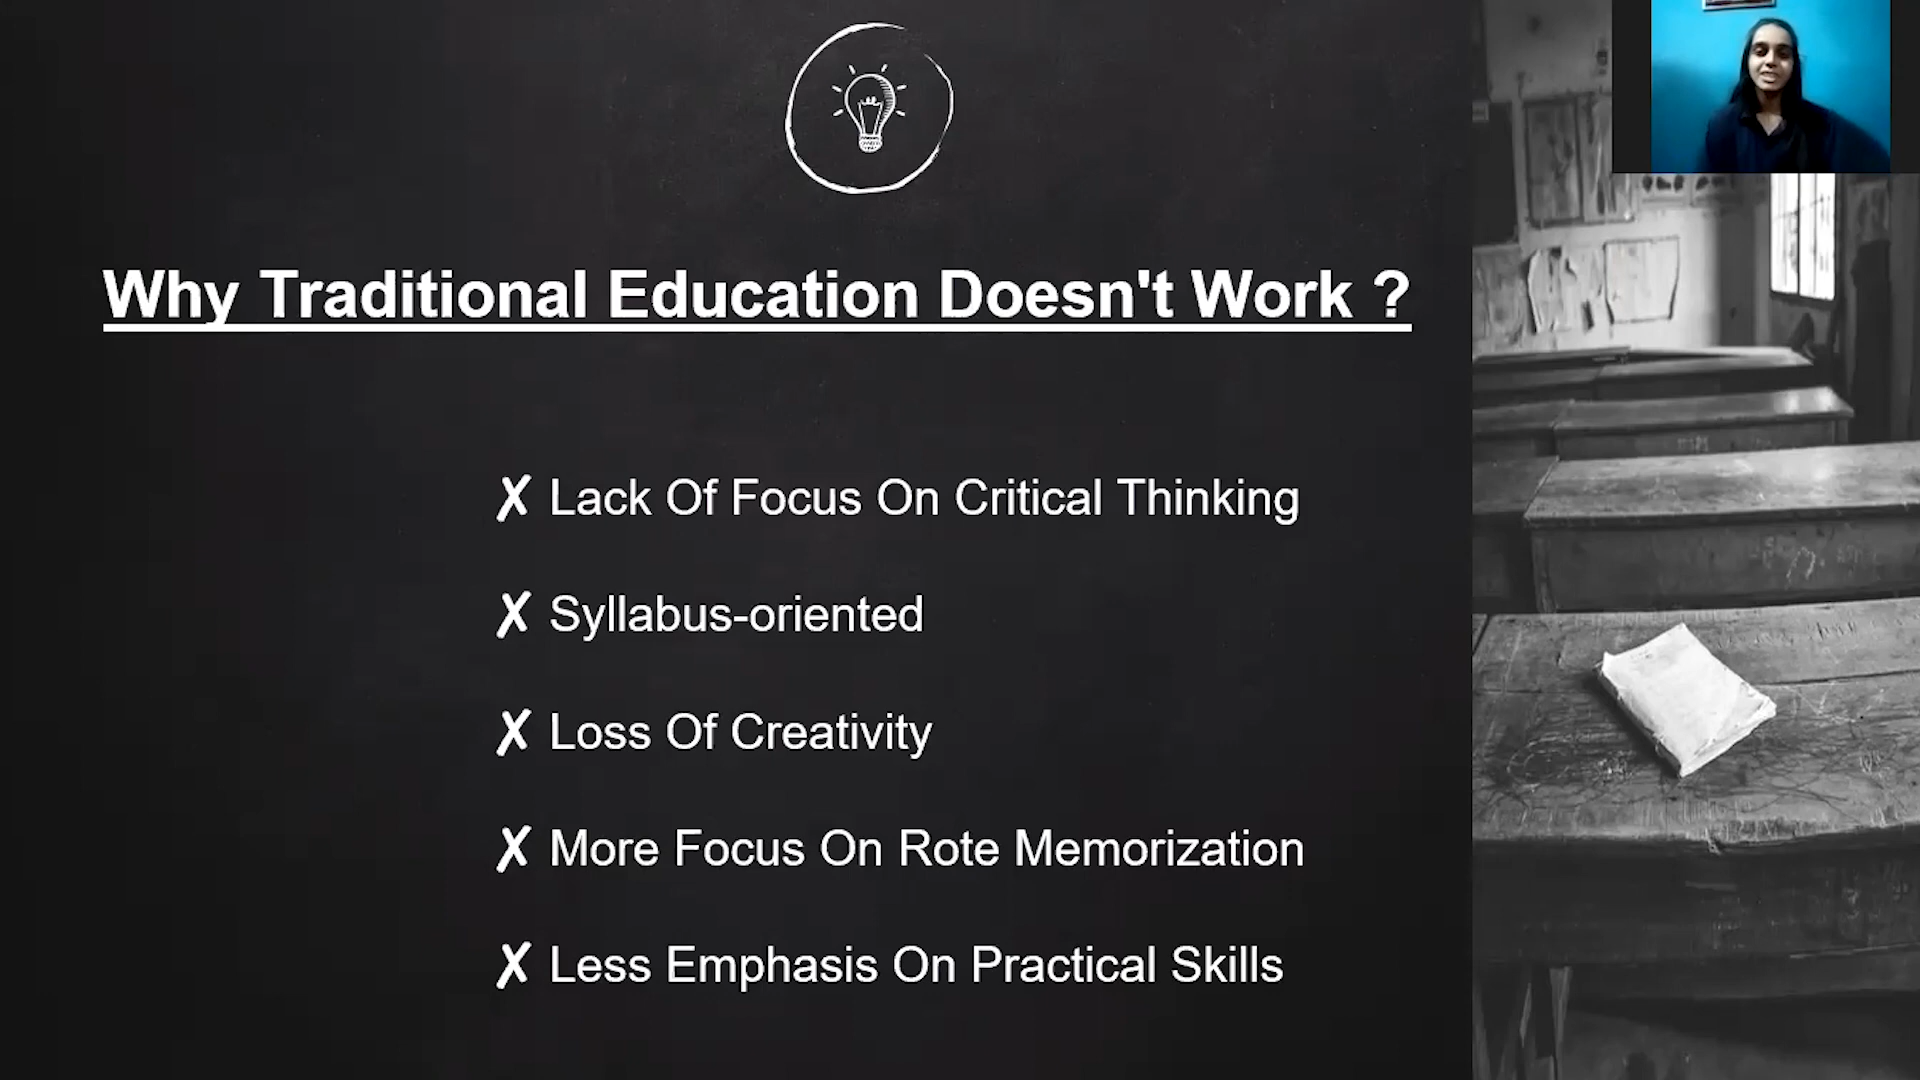 Why Traditional Education Doesn't Work ?
✗ Lack Of Focus On Critical Thinking
✗ Syllabus-oriented
✗ Loss Of Creativity
✗ More Focus On Rote Memorization
✗ Less Emphasis On Practical Skills